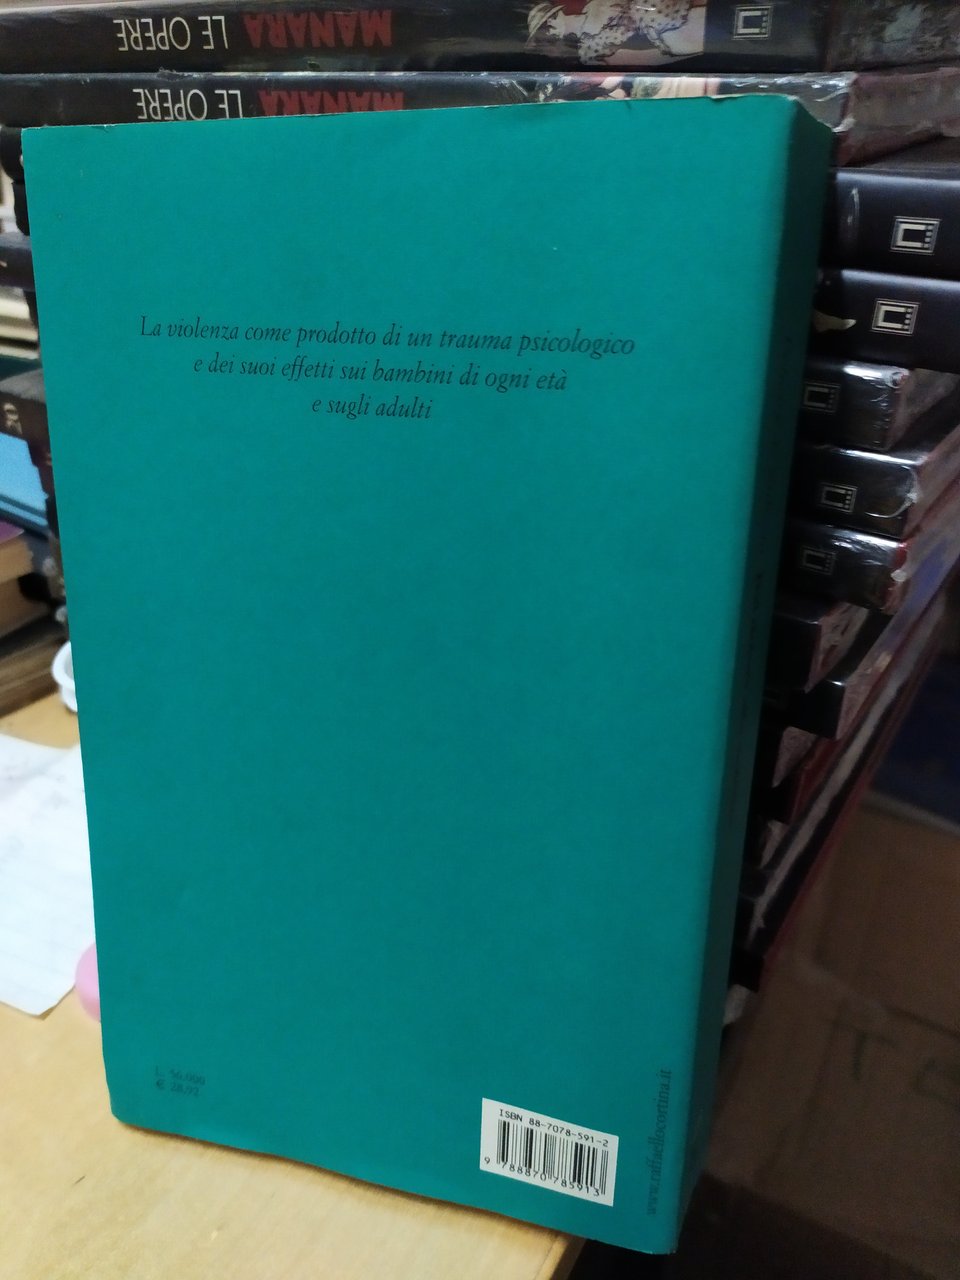 LE OPERE MANARA
LE OPERE MANARA
La violenza come prodotto di un trauma psicologico
e dei suoi effetti sui bambini di ogni età
e sugli adulti
L. 56.000
€ 28,92
ISBN 88-7078-591-2
9 788870 785913
www.raffaellocortina.it
20